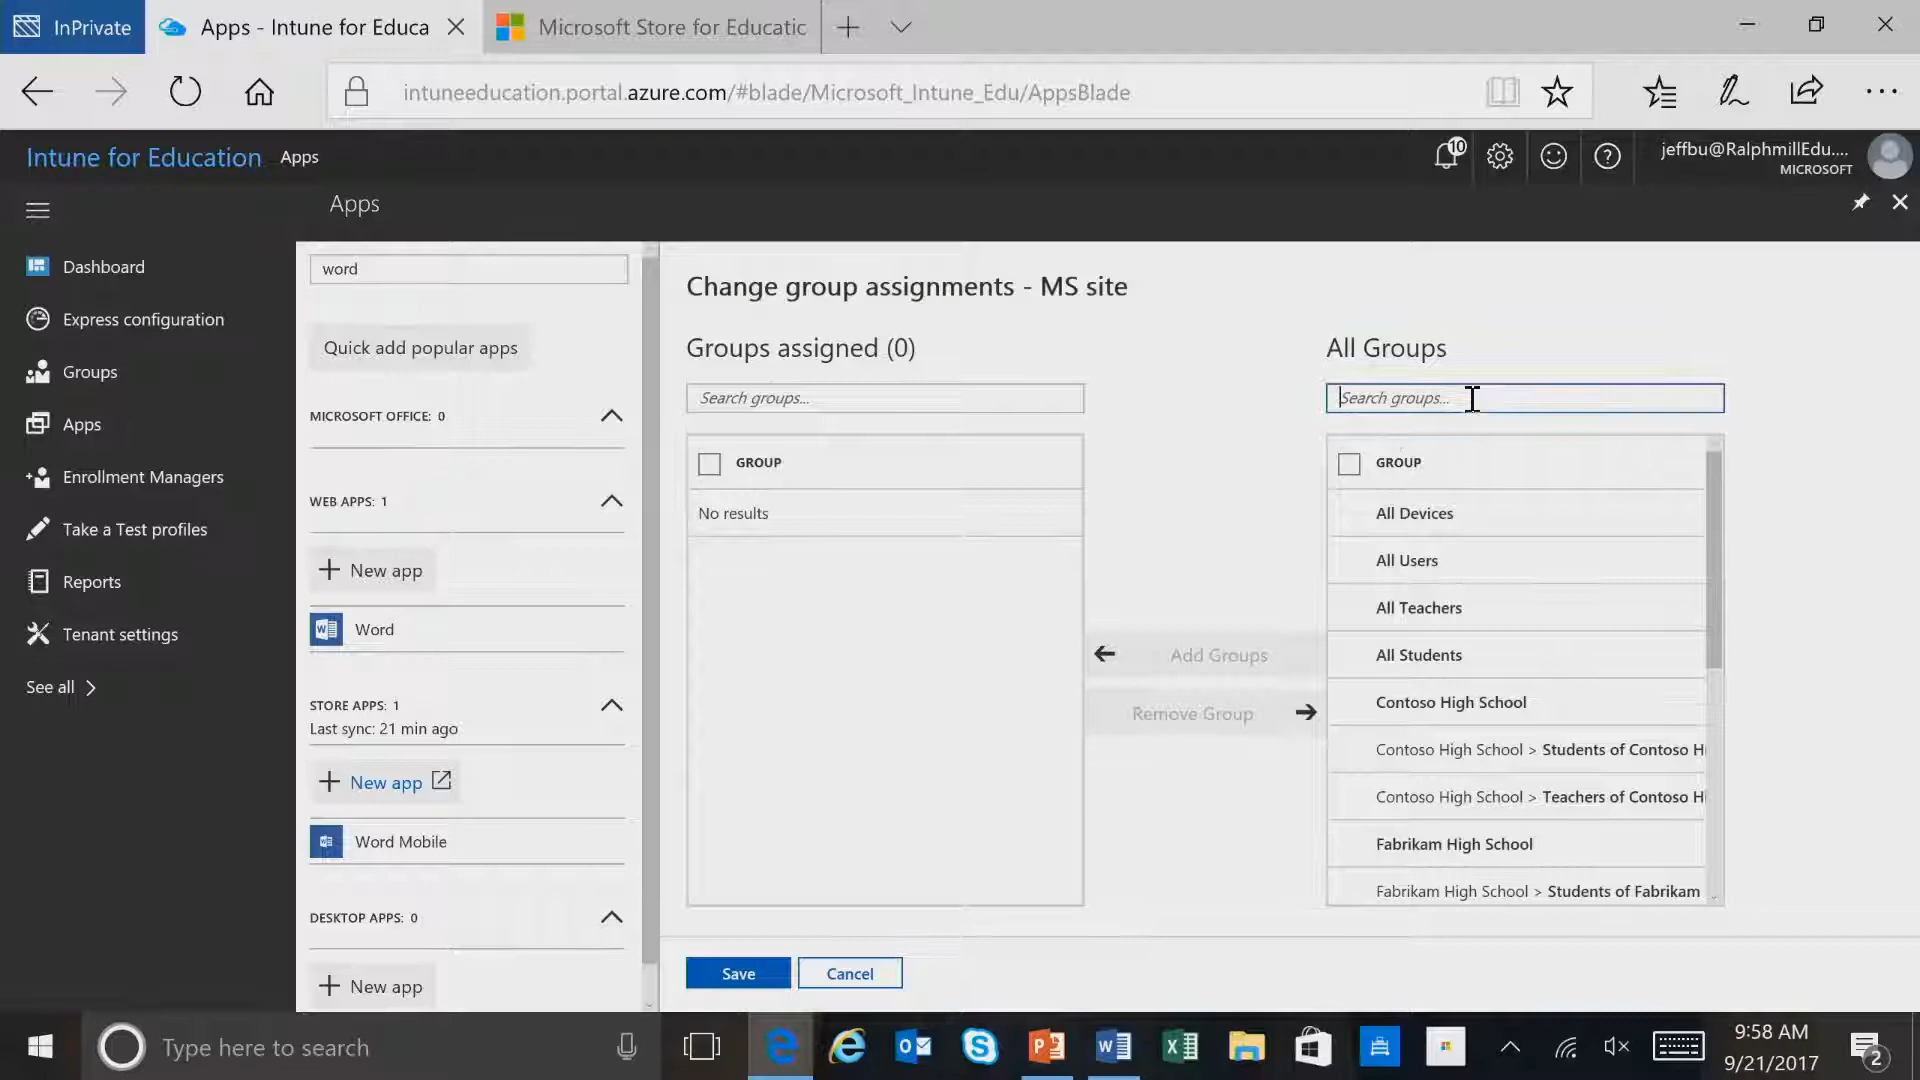 InPrivate
Apps - Intune for Educa
Microsoft Store for Educatic
intuneeducation.portal.azure.com/#blade/Microsoft_Intune_Edu/AppsBlade
Intune for Education
Apps
10
jeffbu@RalphmillEdu....
MICROSOFT
Apps
Dashboard
Express configuration
Groups
Apps
Enrollment Managers
Take a Test profiles
Reports
Tenant settings
See all
word
Quick add popular apps
MICROSOFT OFFICE: 0
WEB APPS: 1
New app
Word
STORE APPS: 1
Last sync: 21 min ago
New app
Word Mobile
DESKTOP APPS: 0
New app
Change group assignments - MS site
Groups assigned (0)
Search groups...
GROUP
No results
Add Groups
Remove Group
All Groups
Search groups...
GROUP
All Devices
All Users
All Teachers
All Students
Contoso High School
Contoso High School > Students of Contoso H
Contoso High School > Teachers of Contoso H
Fabrikam High School
Fabrikam High School > Students of Fabrikam
Save
Cancel
Type here to search
9:58 AM
9/21/2017
2